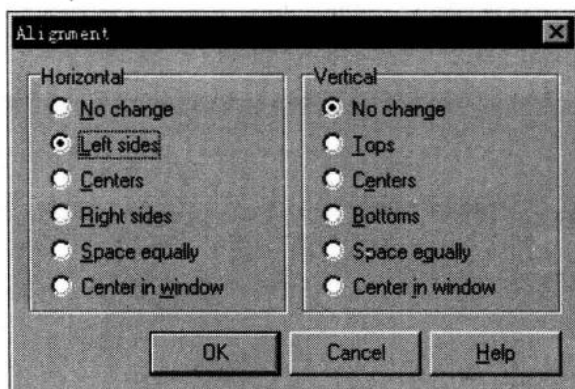 Alignment
Horizontal
No change
Left sides
Centers
Right sides
Space equally
Center in window
Vertical
No change
Tops
Centers
Bottoms
Space equally
Center in window
OK
Cancel
Help